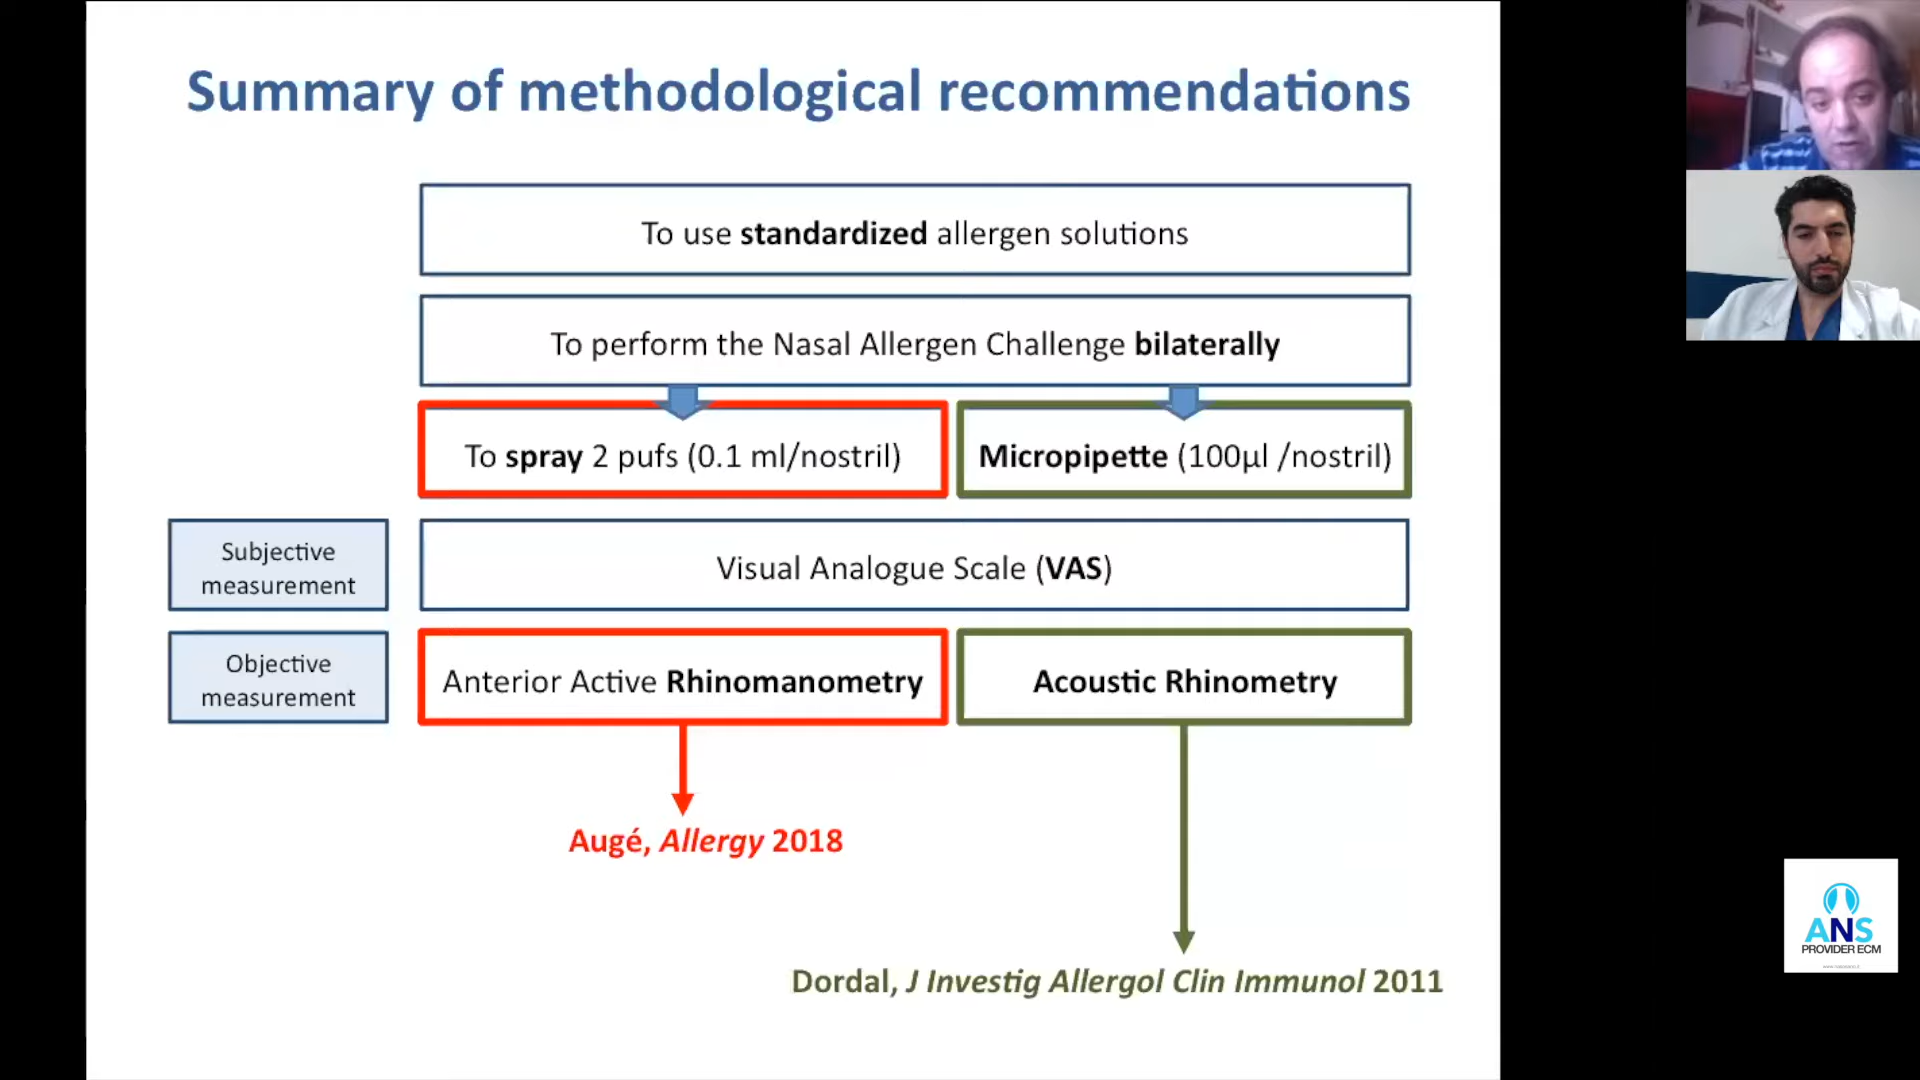 Summary of methodological recommendations
To use standardized allergen solutions
To perform the Nasal Allergen Challenge bilaterally
To spray 2 pufs (0.1 ml/nostril)
Micropipette (100µl /nostril)
Subjective
measurement
Visual Analogue Scale (VAS)
Objective
measurement
Anterior Active Rhinomanometry
Acoustic Rhinometry
Augé, Allergy 2018
Dordal, J Investig Allergol Clin Immunol 2011
ANS
PROVIDER ECM